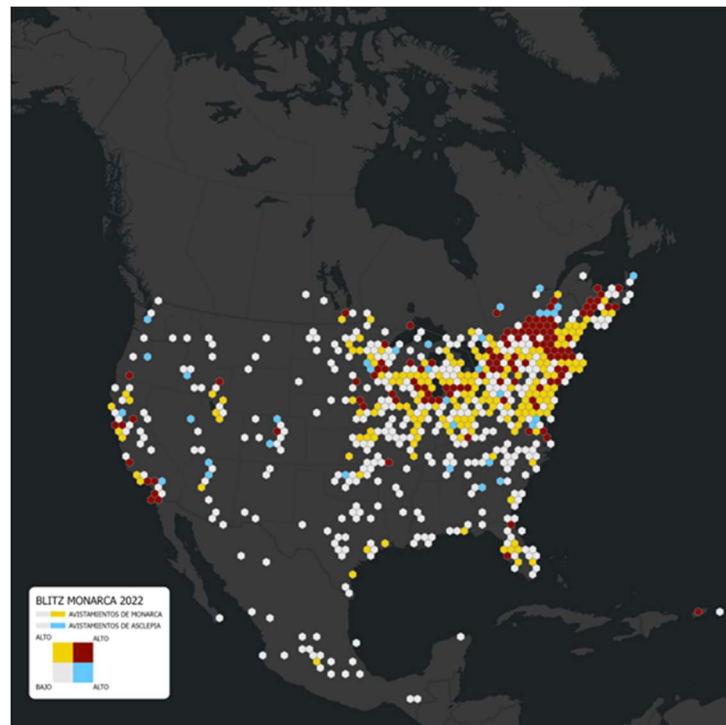 BLITZ MONARCA 2022
AVISTAMIENTOS DE MONARCA
AVISTAMIENTOS DE ASCLEPIA
ALTO ALTO
BAJO ALTO